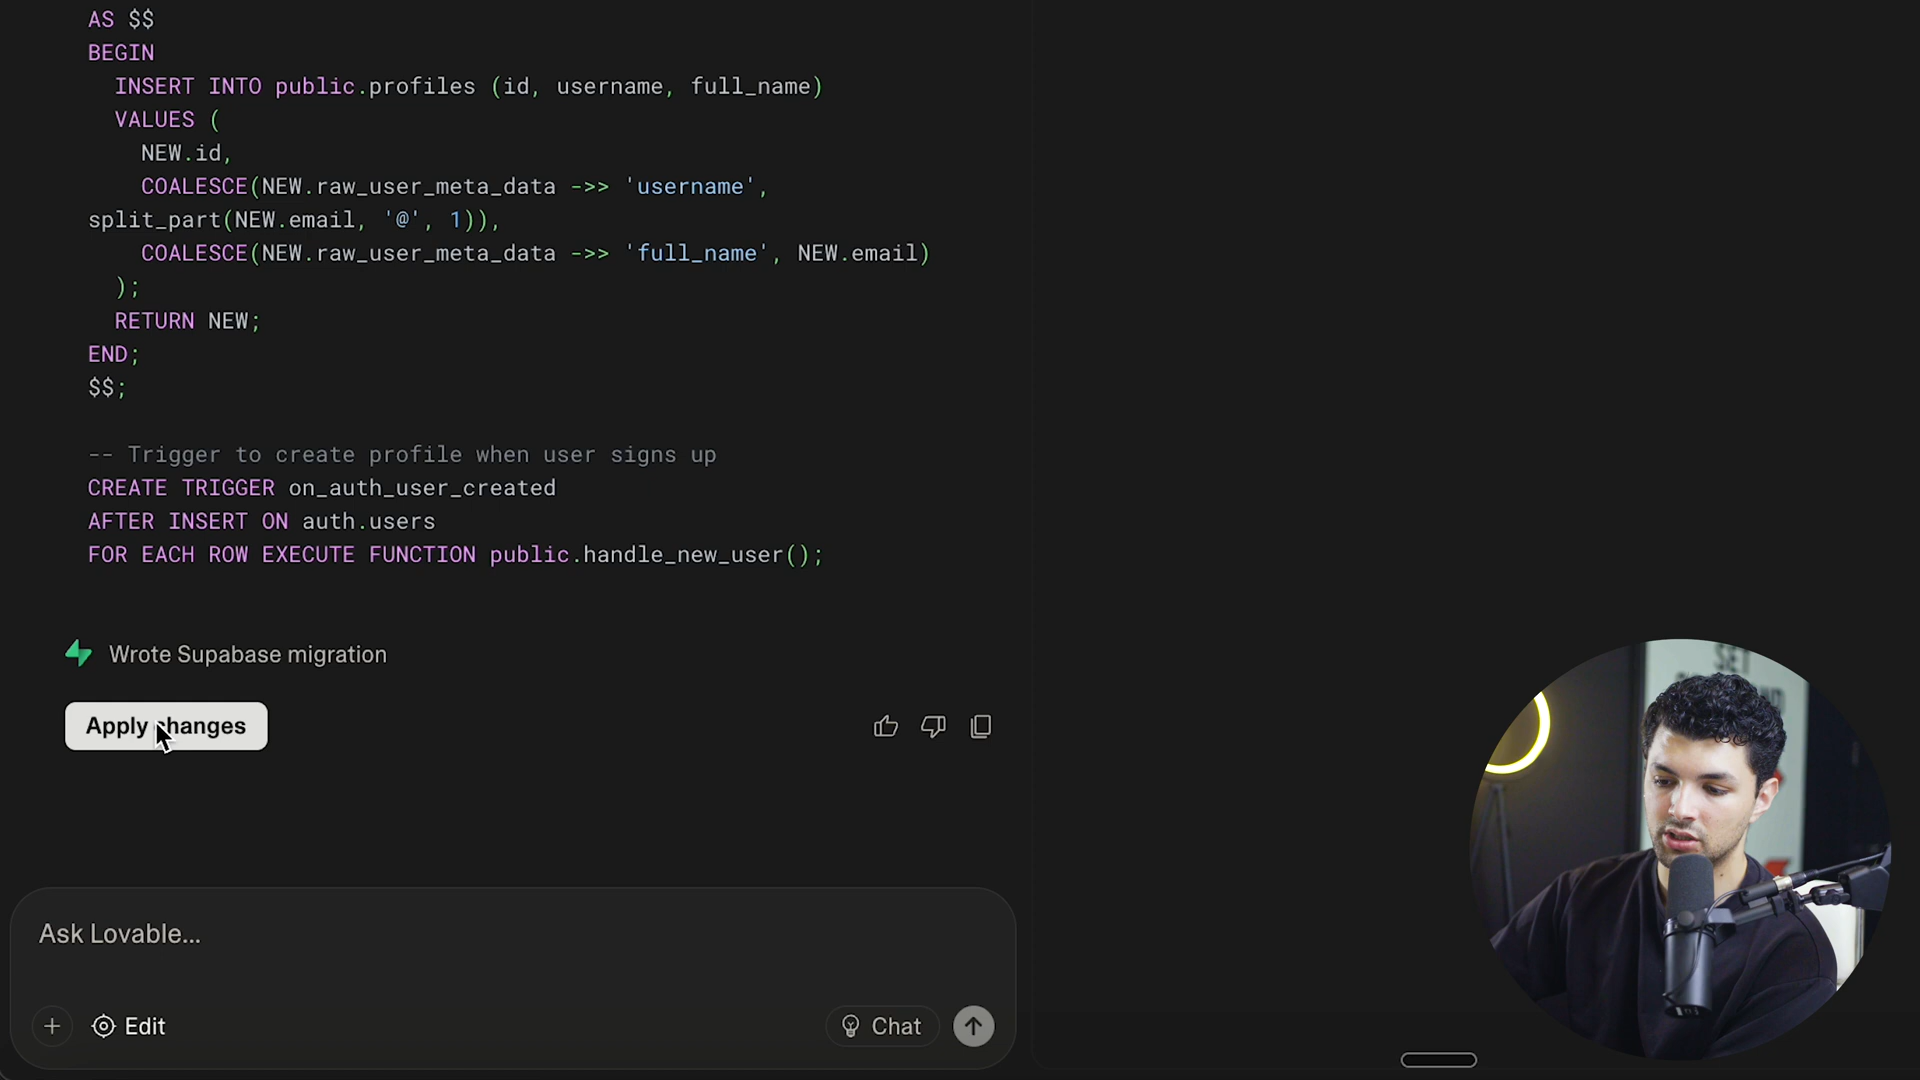 AS $$
BEGIN
INSERT INTO public.profiles (id, username, full_name)
VALUES (
NEW.id,
COALESCE(NEW.raw_user_meta_data ->> 'username',
split_part(NEW.email, '@', 1)),
COALESCE(NEW.raw_user_meta_data ->> 'full_name', NEW.email)
);
RETURN NEW;
END;
$$;
-- Trigger to create profile when user signs up
CREATE TRIGGER on_auth_user_created
AFTER INSERT ON auth.users
FOR EACH ROW EXECUTE FUNCTION public.handle_new_user();
Wrote Supabase migration
Apply changes
Ask Lovable...
Edit
Chat